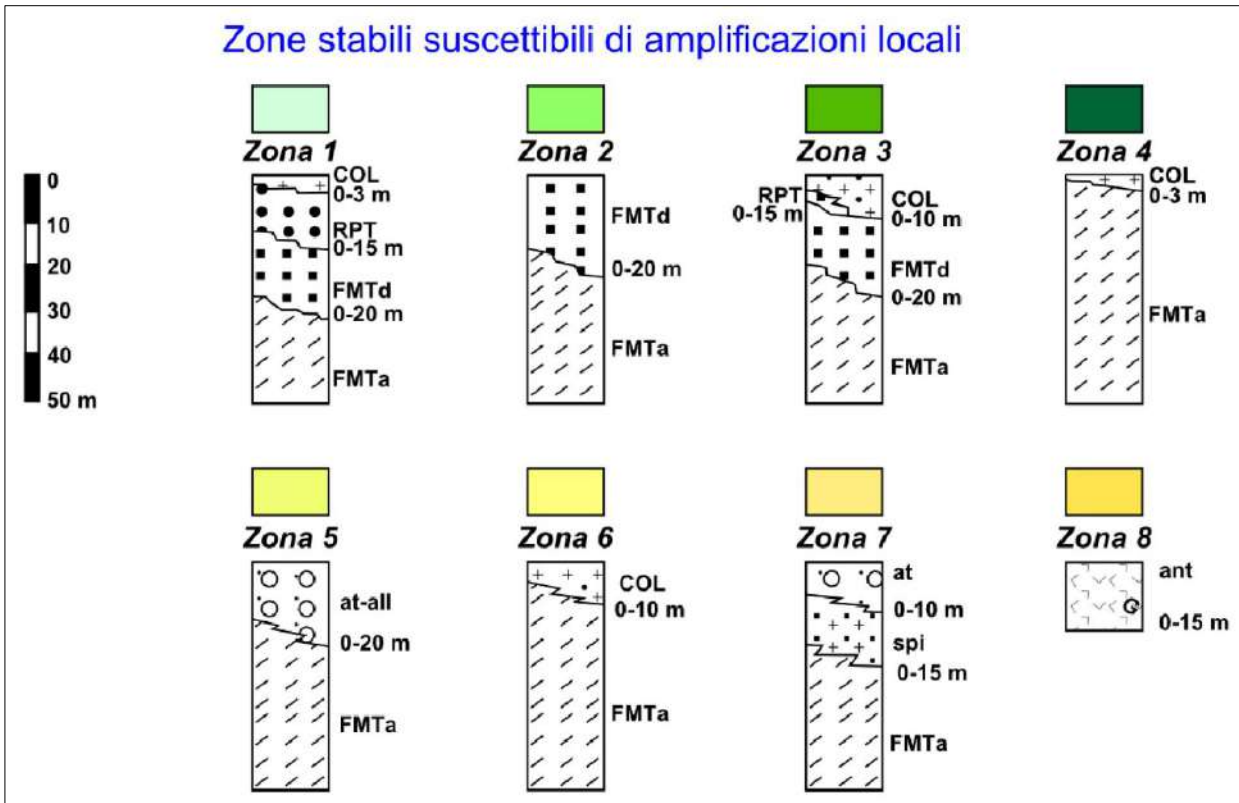 Zone stabili suscettibili di amplificazioni locali
Zona 1
Zona 2
Zona 3
Zona 4
0
10
20
30
40
50 m
COL
0-3 m
RPT
0-15 m
FMTd
0-20 m
FMTa
FMTd
0-20 m
FMTa
RPT
0-15 m
COL
0-10 m
FMTd
0-20 m
FMTa
COL
0-3 m
FMTa
Zona 5
Zona 6
Zona 7
Zona 8
at-all
0-20 m
FMTa
COL
0-10 m
FMTa
at
0-10 m
spi
0-15 m
FMTa
ant
0-15 m